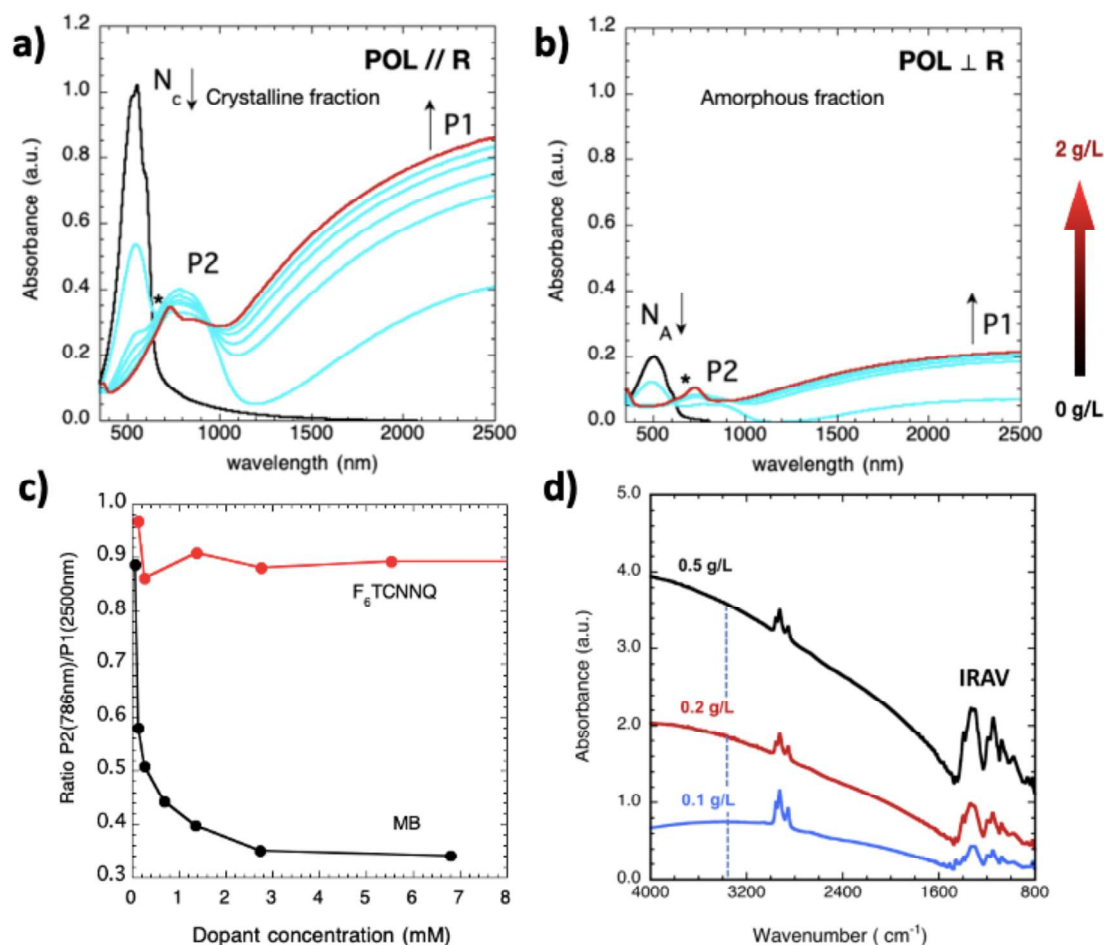 a)
POL // R
N
c
Crystalline fraction
P1
P2
*
Absorbance (a.u.)
1.2
1.0
0.8
0.6
0.4
0.2
0.0
500 1000 1500 2000 2500
wavelength (nm)
b)
POL ⊥ R
Amorphous fraction
N
A
P1
P2
*
Absorbance (a.u.)
1.2
1.0
0.8
0.6
0.4
0.2
0.0
500 1000 1500 2000 2500
wavelength (nm)
2 g/L
0 g/L
c)
Ratio P2(786nm)/P1(2500nm)
1.0
0.9
0.8
0.7
0.6
0.5
0.4
0.3
F6TCNNQ
MB
0 1 2 3 4 5 6 7 8
Dopant concentration (mM)
d)
Absorbance (a.u.)
5.0
4.0
3.0
2.0
1.0
0.0
0.5 g/L
0.2 g/L
0.1 g/L
IRAV
4000 3200 2400 1600 800
Wavenumber ( cm-1)